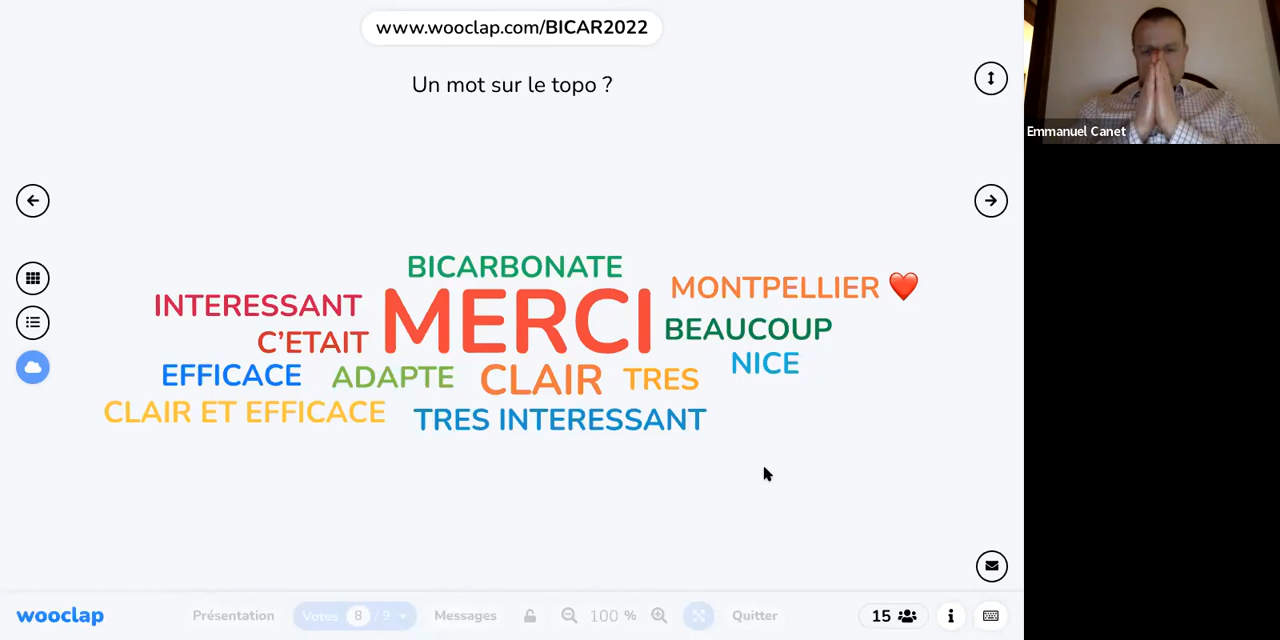 www.wooclap.com/BICAR2022
Un mot sur le topo ?
Emmanuel Canet
BICARBONATE
MONTPELLIER ❤️
INTERESSANT
MERCI
BEAUCOUP
C’ETAIT
NICE
EFFICACE
ADAPTE
CLAIR
TRES
CLAIR ET EFFICACE
TRES INTERESSANT
wooclap
Présentation
Votes 8 / 9
Messages
100 %
Quitter
15